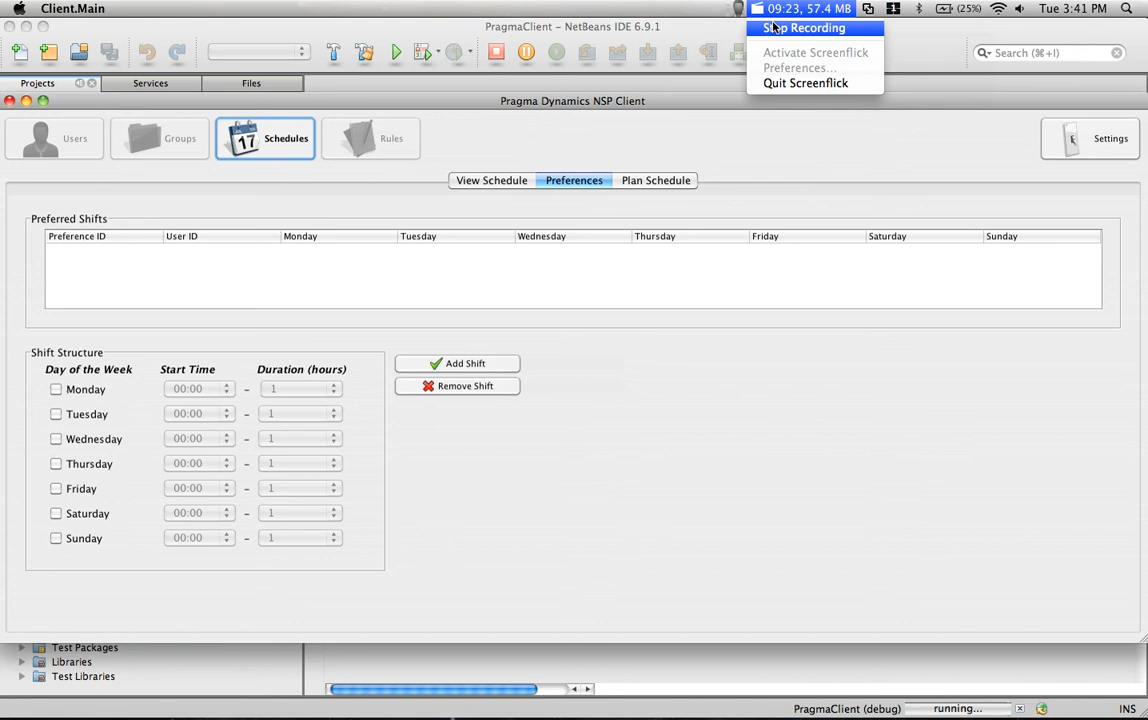 Client.Main 09:23, 57.4 MB 1 (25%) Tue 3:41 PM
PragmaClient – NetBeans IDE 6.9.1
Stop Recording
Activate Screenflick
Preferences...
Quit Screenflick
Search (⌘+I)
Projects Services Files
Pragma Dynamics NSP Client
Users Groups 17 Schedules Rules Settings
View Schedule Preferences Plan Schedule
Preferred Shifts
Preference ID User ID Monday Tuesday Wednesday Thursday Friday Saturday Sunday
Shift Structure
Day of the Week Start Time Duration (hours)
Monday 00:00 – 1
Tuesday 00:00 – 1
Wednesday 00:00 – 1
Thursday 00:00 – 1
Friday 00:00 – 1
Saturday 00:00 – 1
Sunday 00:00 – 1
Add Shift
Remove Shift
Test Packages
Libraries
Test Libraries
PragmaClient (debug) running... INS